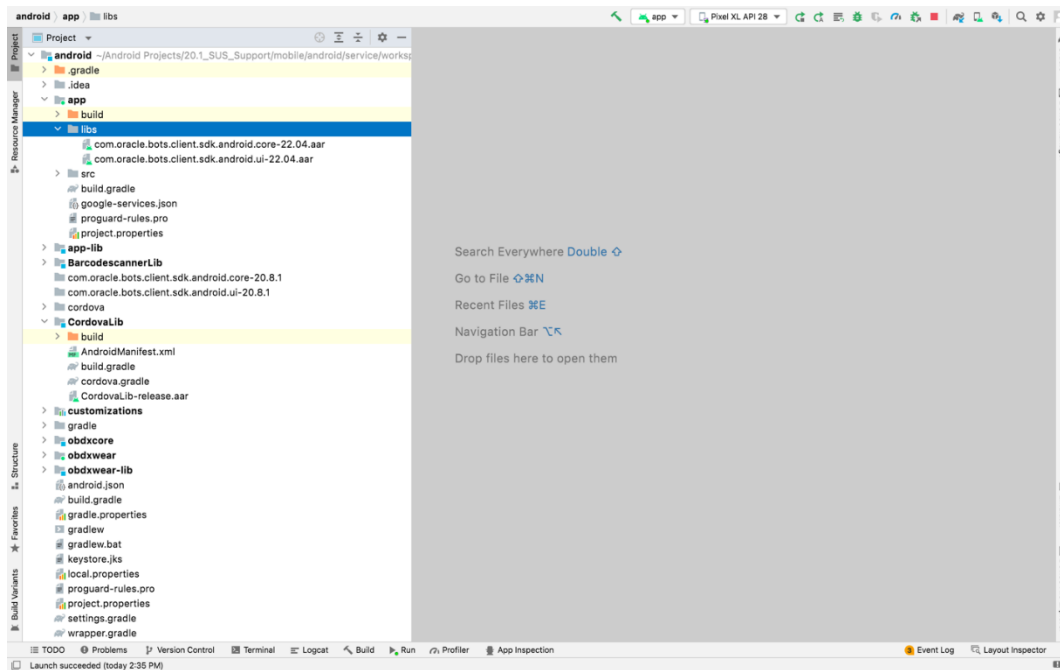 android app libs
app Pixel XL API 28
Project
android ~/Android Projects/20.1_SUS_Support/mobile/android/service/worksp
.gradle
.idea
app
build
libs
com.oracle.bots.client.sdk.android.core-22.04.aar
com.oracle.bots.client.sdk.android.ui-22.04.aar
src
build.gradle
google-services.json
proguard-rules.pro
project.properties
app-lib
BarcodescannerLib
com.oracle.bots.client.sdk.android.core-20.8.1
com.oracle.bots.client.sdk.android.ui-20.8.1
cordova
CordovaLib
build
AndroidManifest.xml
build.gradle
cordova.gradle
CordovaLib-release.aar
customizations
gradle
obdxcore
obdxwear
obdxwear-lib
android.json
build.gradle
gradle.properties
gradlew
gradlew.bat
keystore.jks
local.properties
proguard-rules.pro
project.properties
settings.gradle
wrapper.gradle
Project
Resource Manager
Structure
Favorites
Build Variants
Search Everywhere Double ⇧
Go to File ⇧⌘N
Recent Files ⌘E
Navigation Bar ⌥↖
Drop files here to open them
TODO Problems Version Control Terminal Logcat Build Run Profiler App Inspection 3 Event Log Layout Inspector
Launch succeeded (today 2:35 PM)